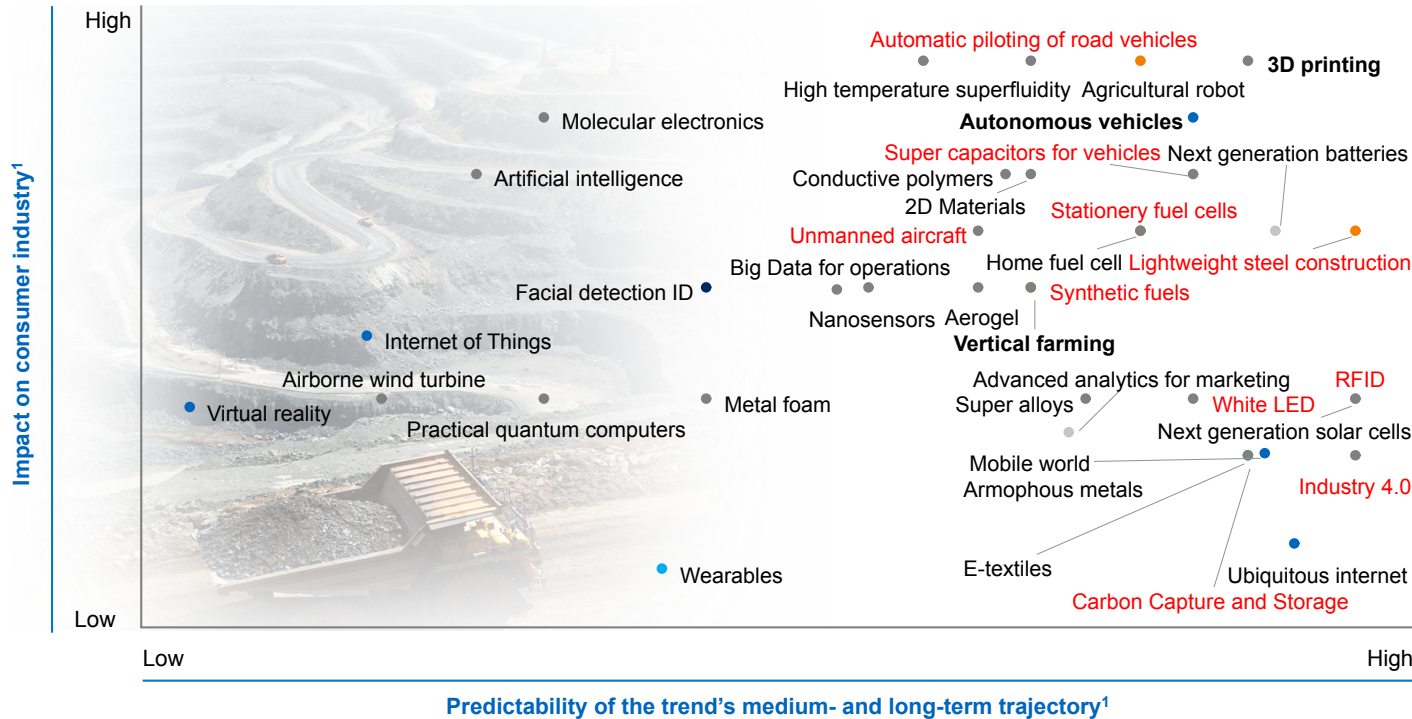 High
Automatic piloting of road vehicles
3D printing
High temperature superfluidity
Agricultural robot
Molecular electronics
Autonomous vehicles
Super capacitors for vehicles
Next generation batteries
Artificial intelligence
Conductive polymers
2D Materials
Stationery fuel cells
Unmanned aircraft
Big Data for operations
Home fuel cell
Lightweight steel construction
Facial detection ID
Synthetic fuels
Nanosensors
Aerogel
Internet of Things
Vertical farming
Airborne wind turbine
Advanced analytics for marketing
RFID
Virtual reality
Metal foam
Super alloys
White LED
Practical quantum computers
Next generation solar cells
Mobile world
Armophous metals
Industry 4.0
E-textiles
Wearables
Ubiquitous internet
Carbon Capture and Storage
Low
Impact on consumer industry1
Low
High
Predictability of the trend's medium- and long-term trajectory1